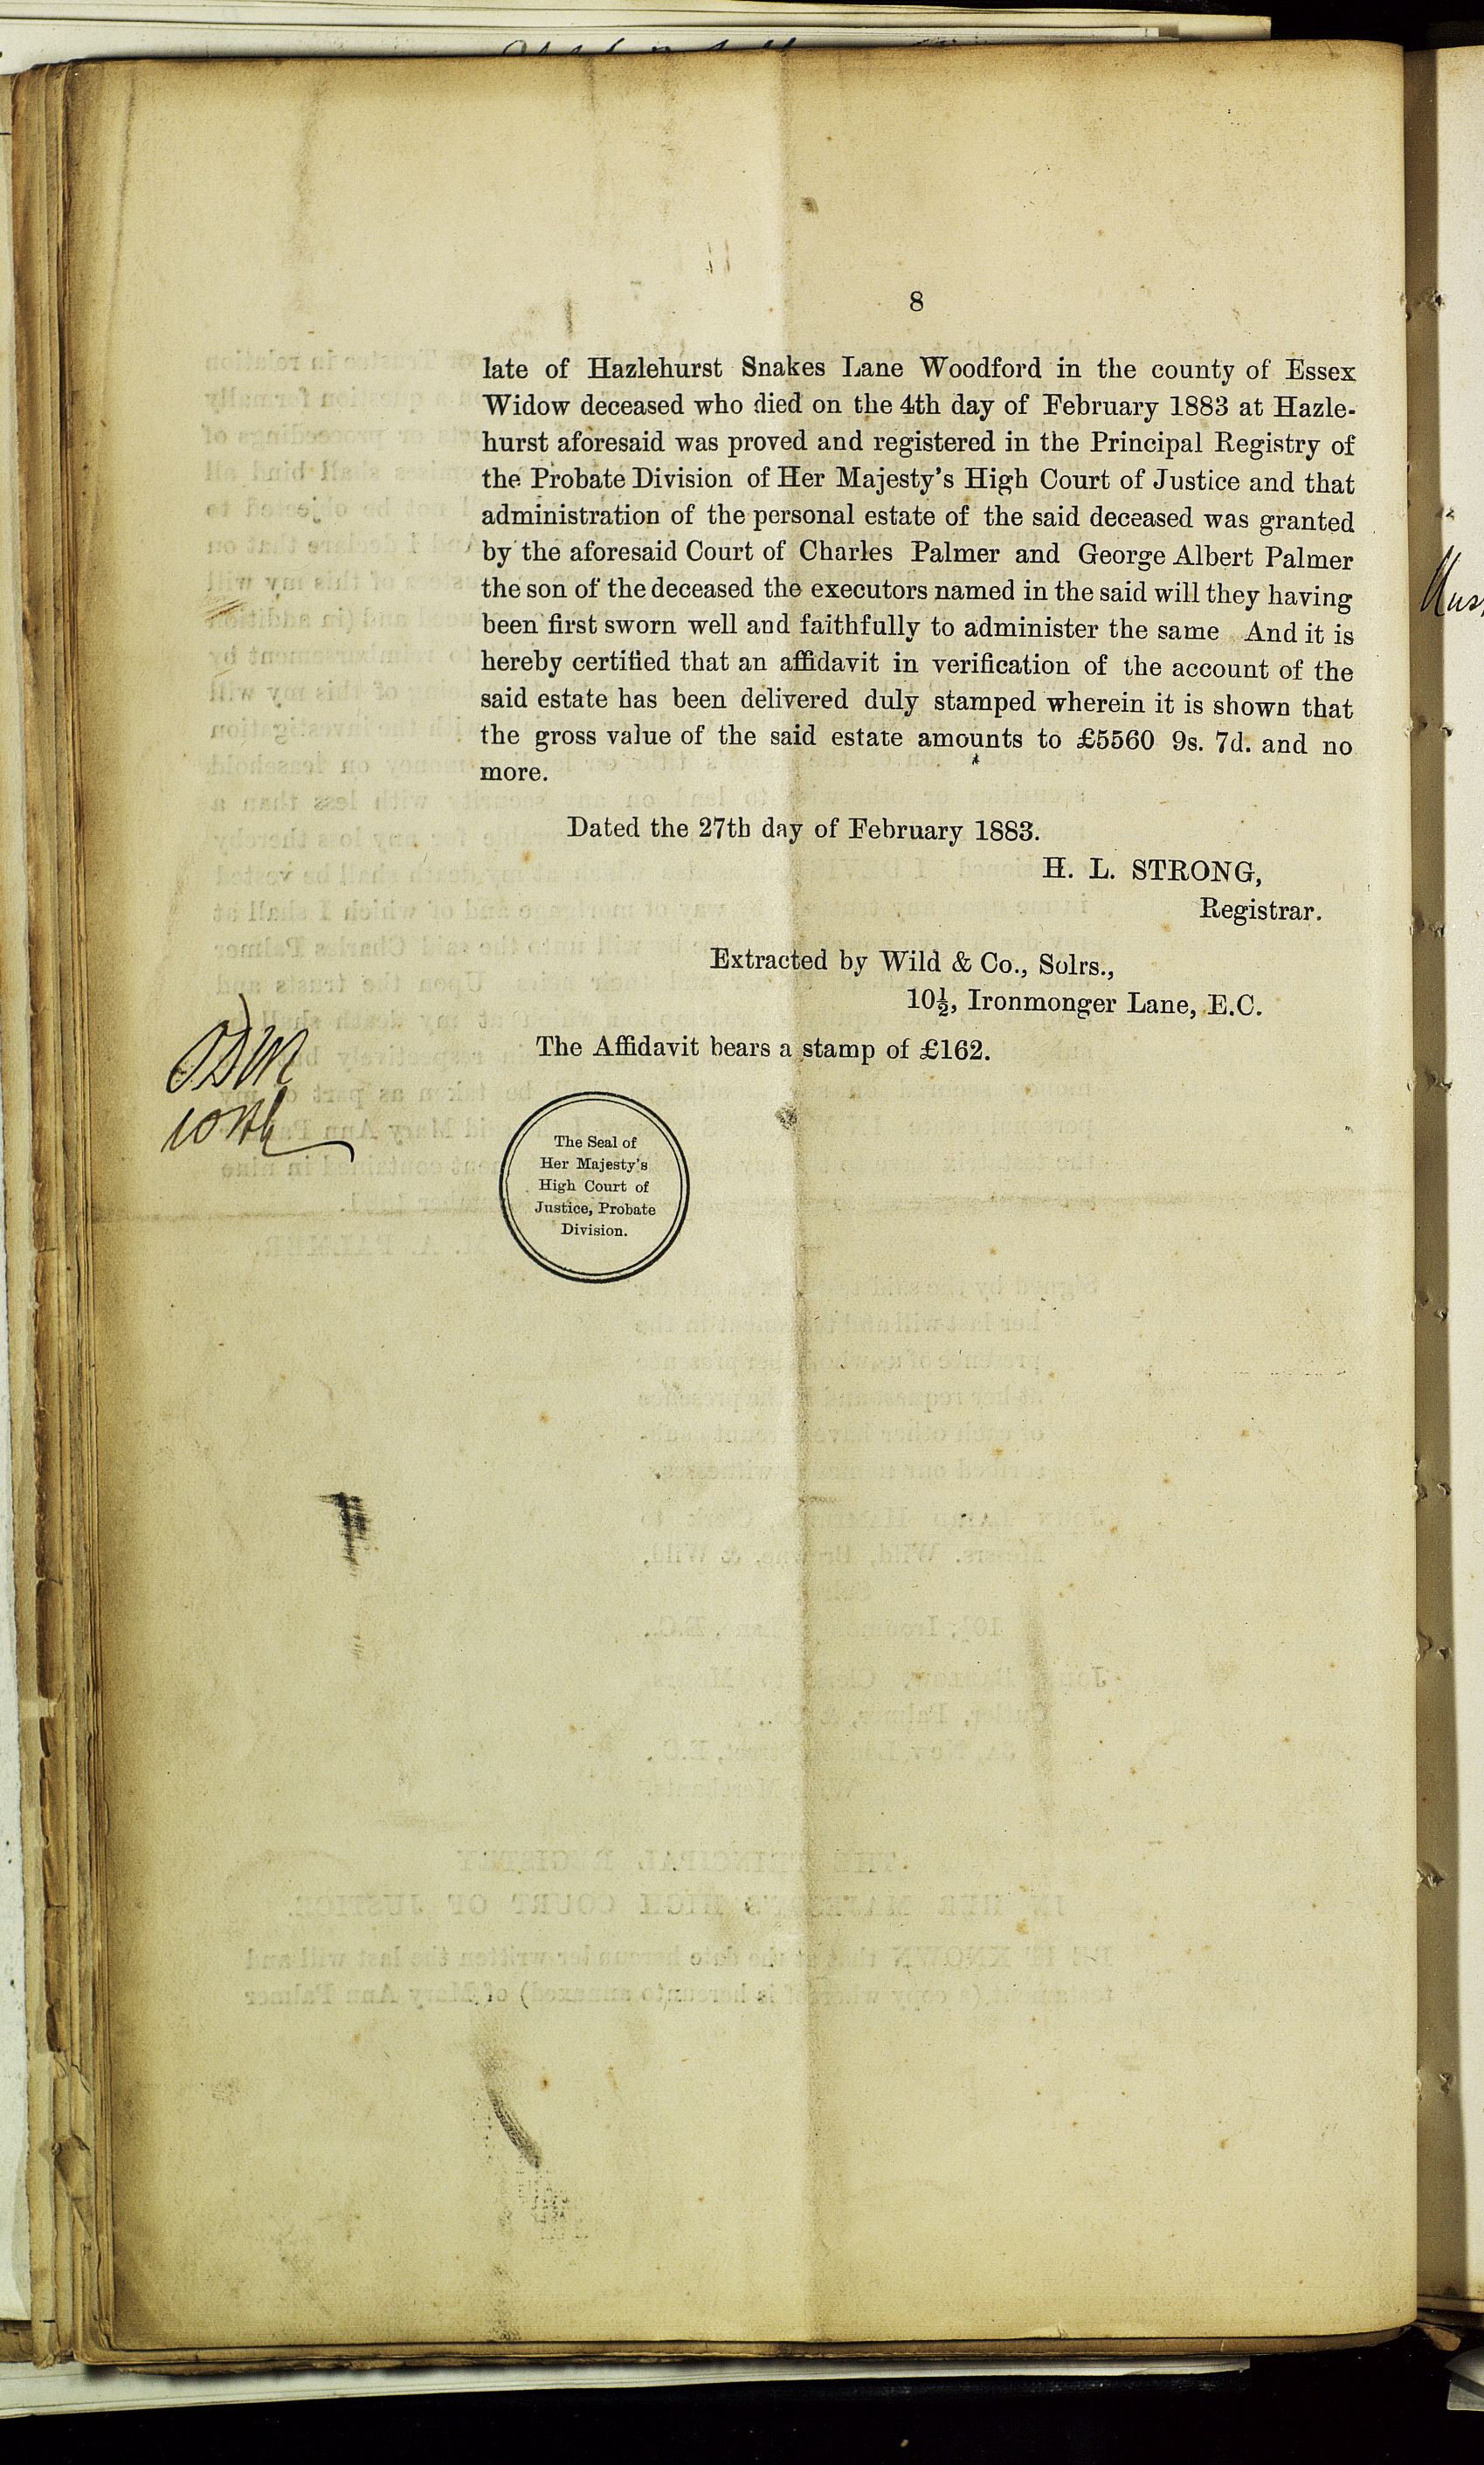 8
late of Hazlehurst Snakes Lane Woodford in the county of Essex
Widow deceased who died on the 4th day of February 1883 at Hazle-
hurst aforesaid was proved and registered in the Principal Registry of
the Probate Division of Her Majesty's High Court of Justice and that
administration of the personal estate of the said deceased was granted
by the aforesaid Court of Charles Palmer and George Albert Palmer
the son of the deceased the executors named in the said will they having
been first sworn well and faithfully to administer the same And it is
hereby certified that an affidavit in verification of the account of the
said estate has been delivered duly stamped wherein it is shown that
the gross value of the said estate amounts to £5560 9s. 7d. and no
more.
Dated the 27th day of February 1883.
H. L. STRONG,
Registrar.
Extracted by Wild & Co., Solrs.,
10½, Ironmonger Lane, E.C.
The Affidavit bears a stamp of £162.
The Seal of
Her Majesty's
High Court of
Justice, Probate
Division.